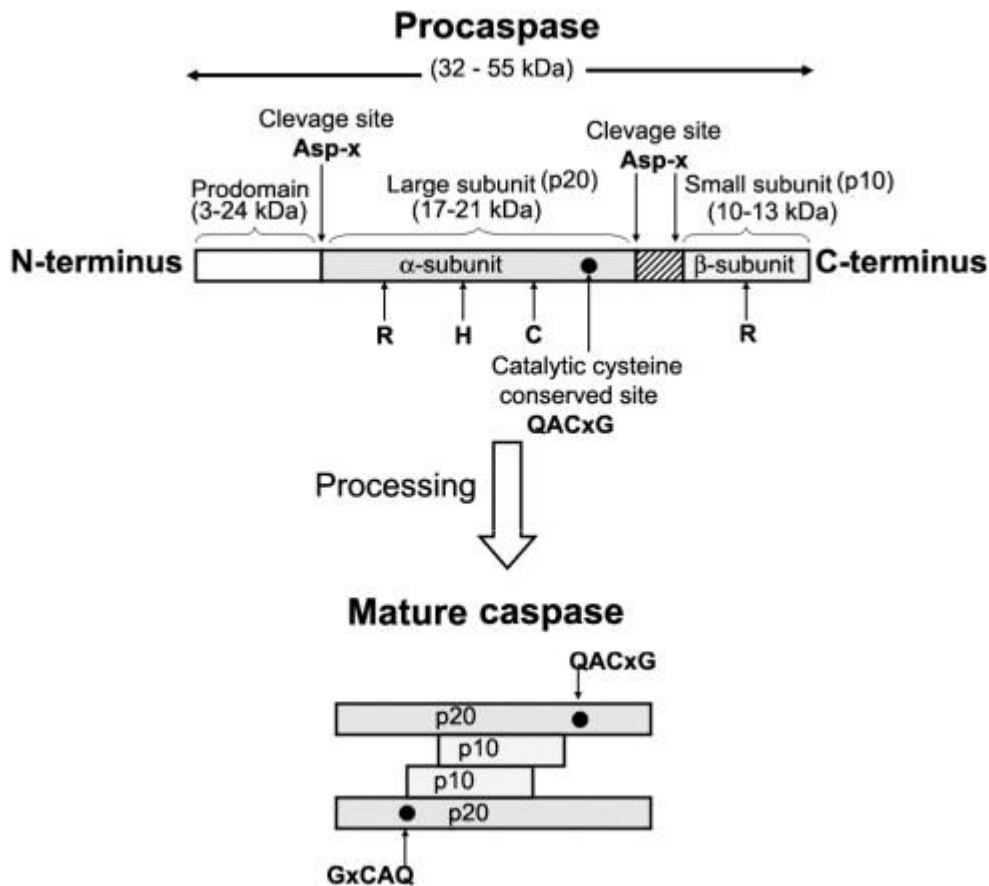 Procaspase
(32 - 55 kDa)
Clevage site
Asp-x
Clevage site
Asp-x
Prodomain
(3-24 kDa)
Large subunit (p20)
(17-21 kDa)
Small subunit (p10)
(10-13 kDa)
N-terminus
α-subunit
β-subunit
C-terminus
R
H
C
R
Catalytic cysteine
conserved site
QACxG
Processing
Mature caspase
QACxG
p20
p10
p10
p20
GxCAQ